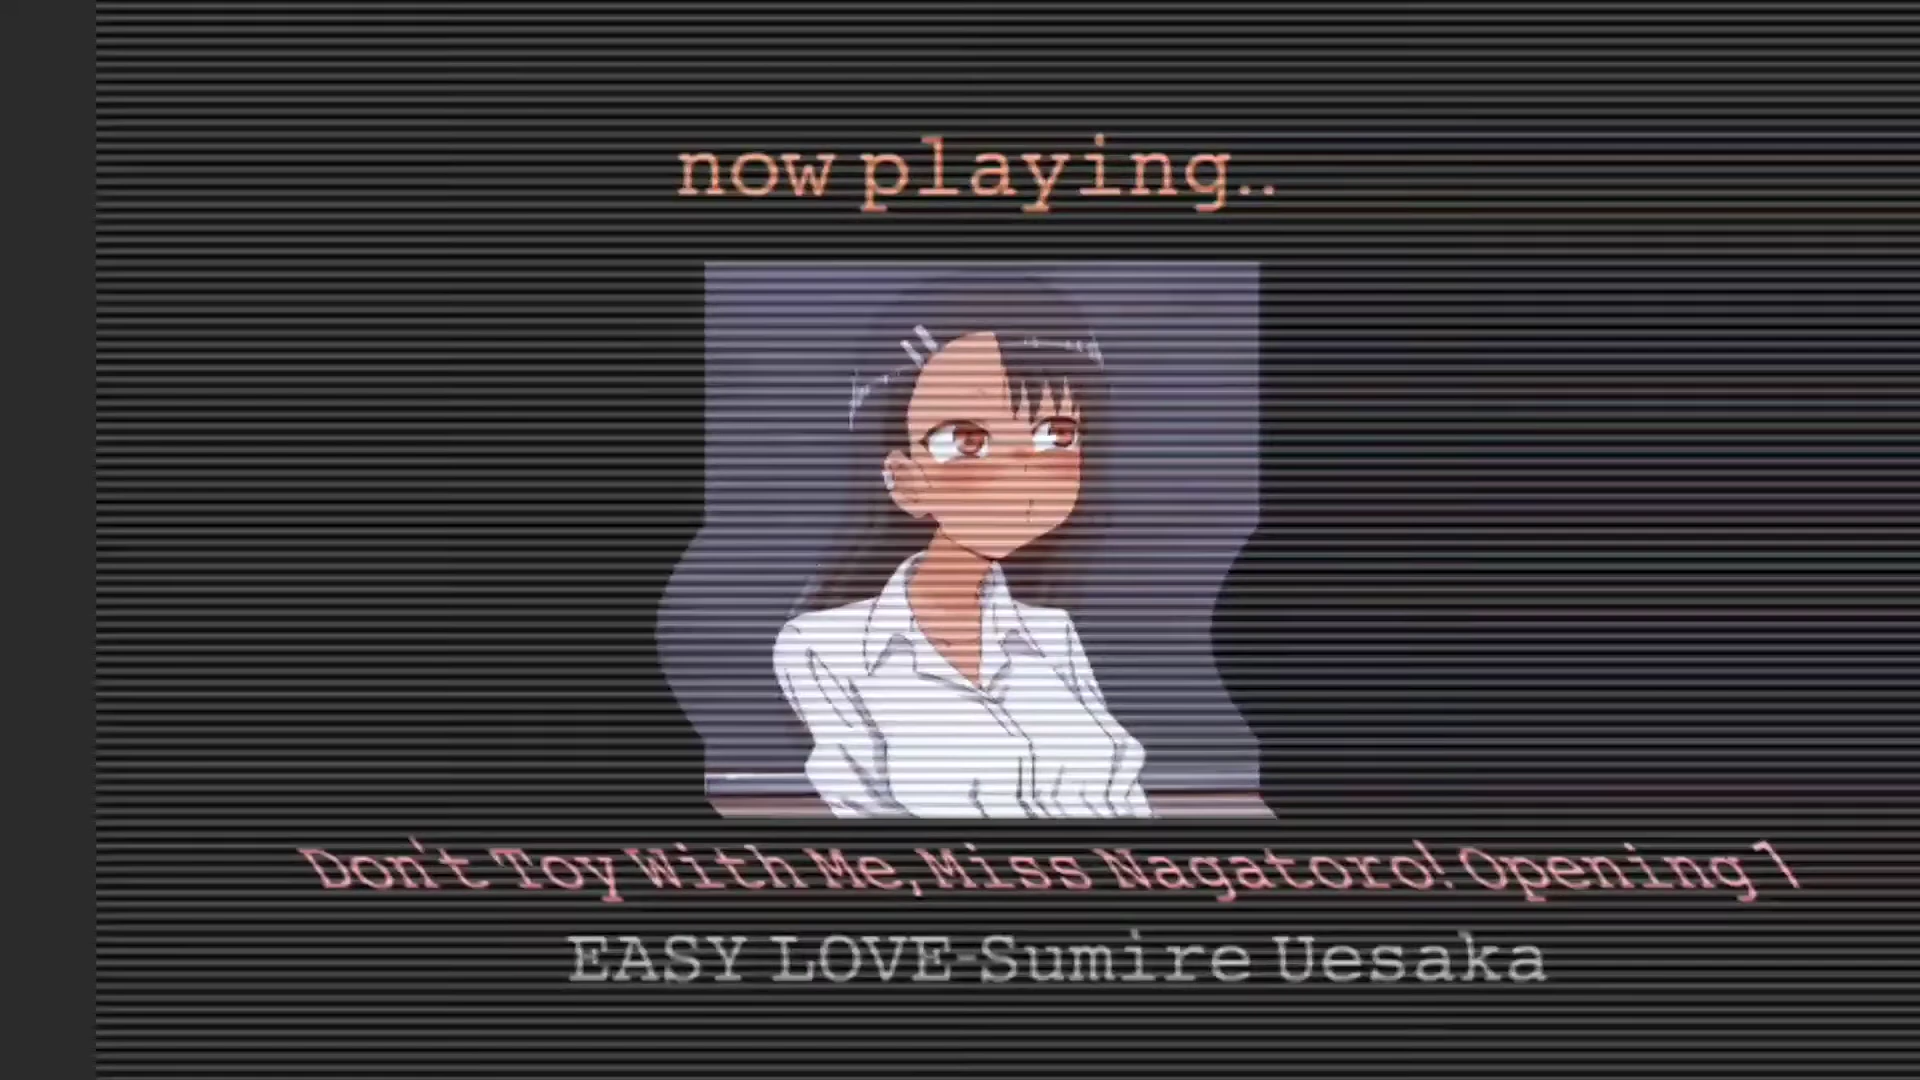 now playing..
Don't Toy With Me, Miss Nagatoro! Opening 1
EASY LOVE-Sumire Uesaka